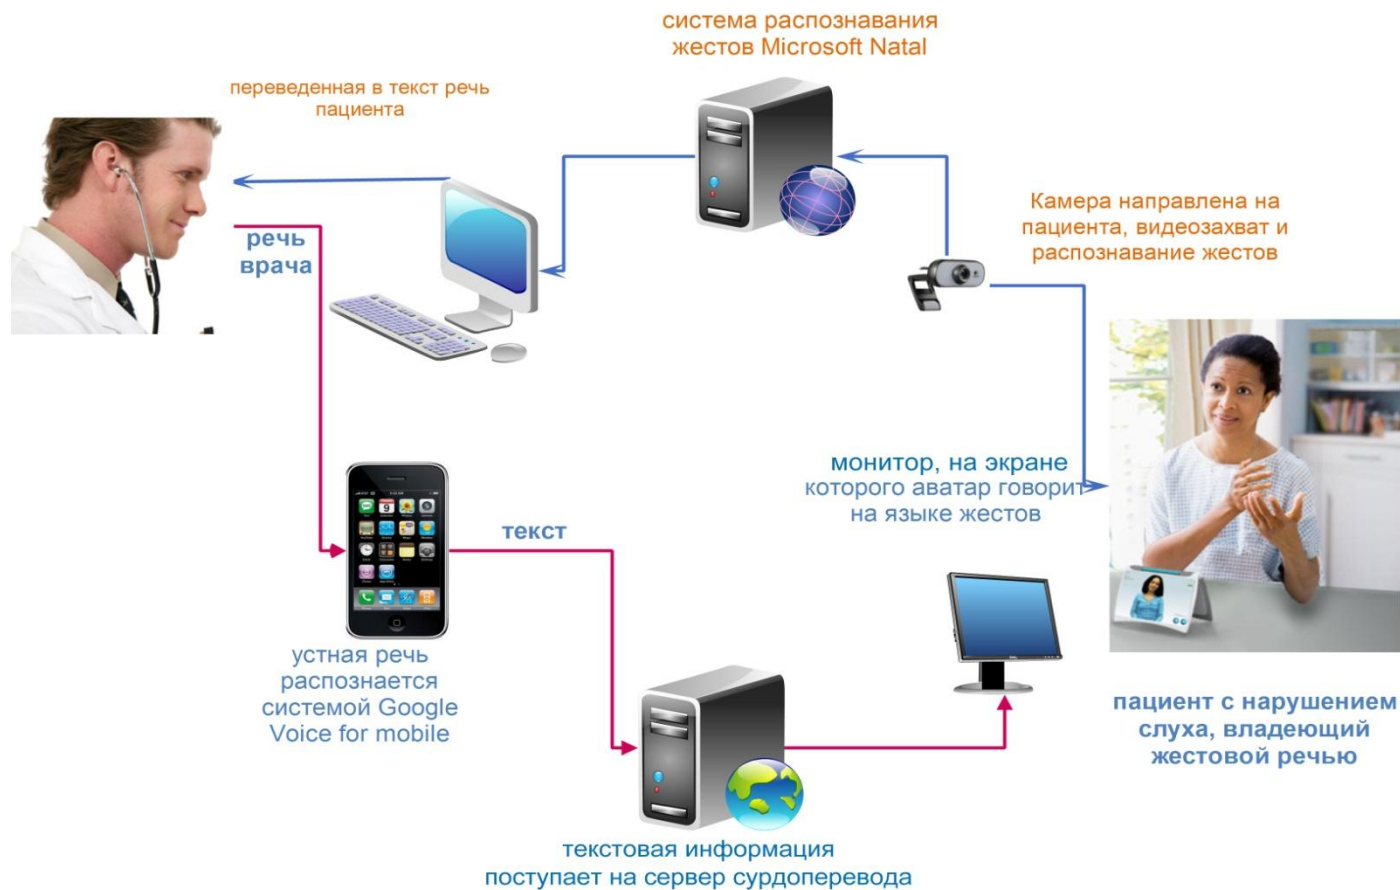 система распознавания
жестов Microsoft Natal
переведенная в текст речь
пациента
Камера направлена на
пациента, видеозахват и
распознавание жестов
речь
врача
монитор, на экране
которого аватар говорит
на языке жестов
текст
устная речь
распознается
системой Google
Voice for mobile
пациент с нарушением
слуха, владеющий
жестовой речью
текстовая информация
поступает на сервер сурдоперевода